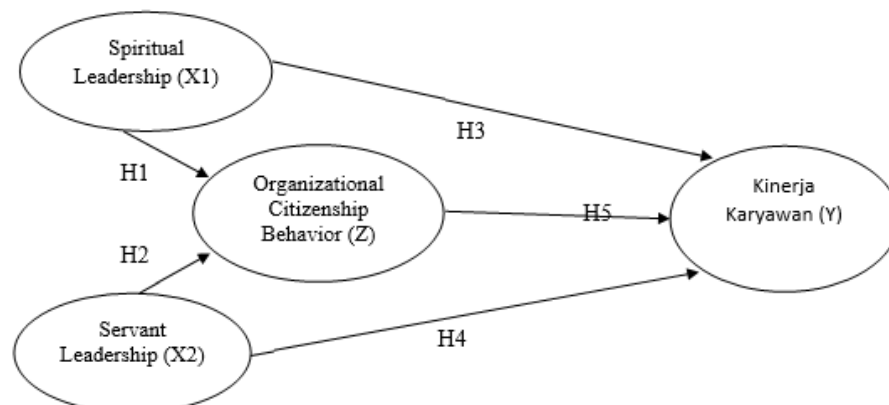 Spiritual
Leadership (X1)
H3
H1
Organizational
Citizenship
Behavior (Z)
Kinerja
Karyawan (Y)
H5
H2
Servant
Leadership (X2)
H4